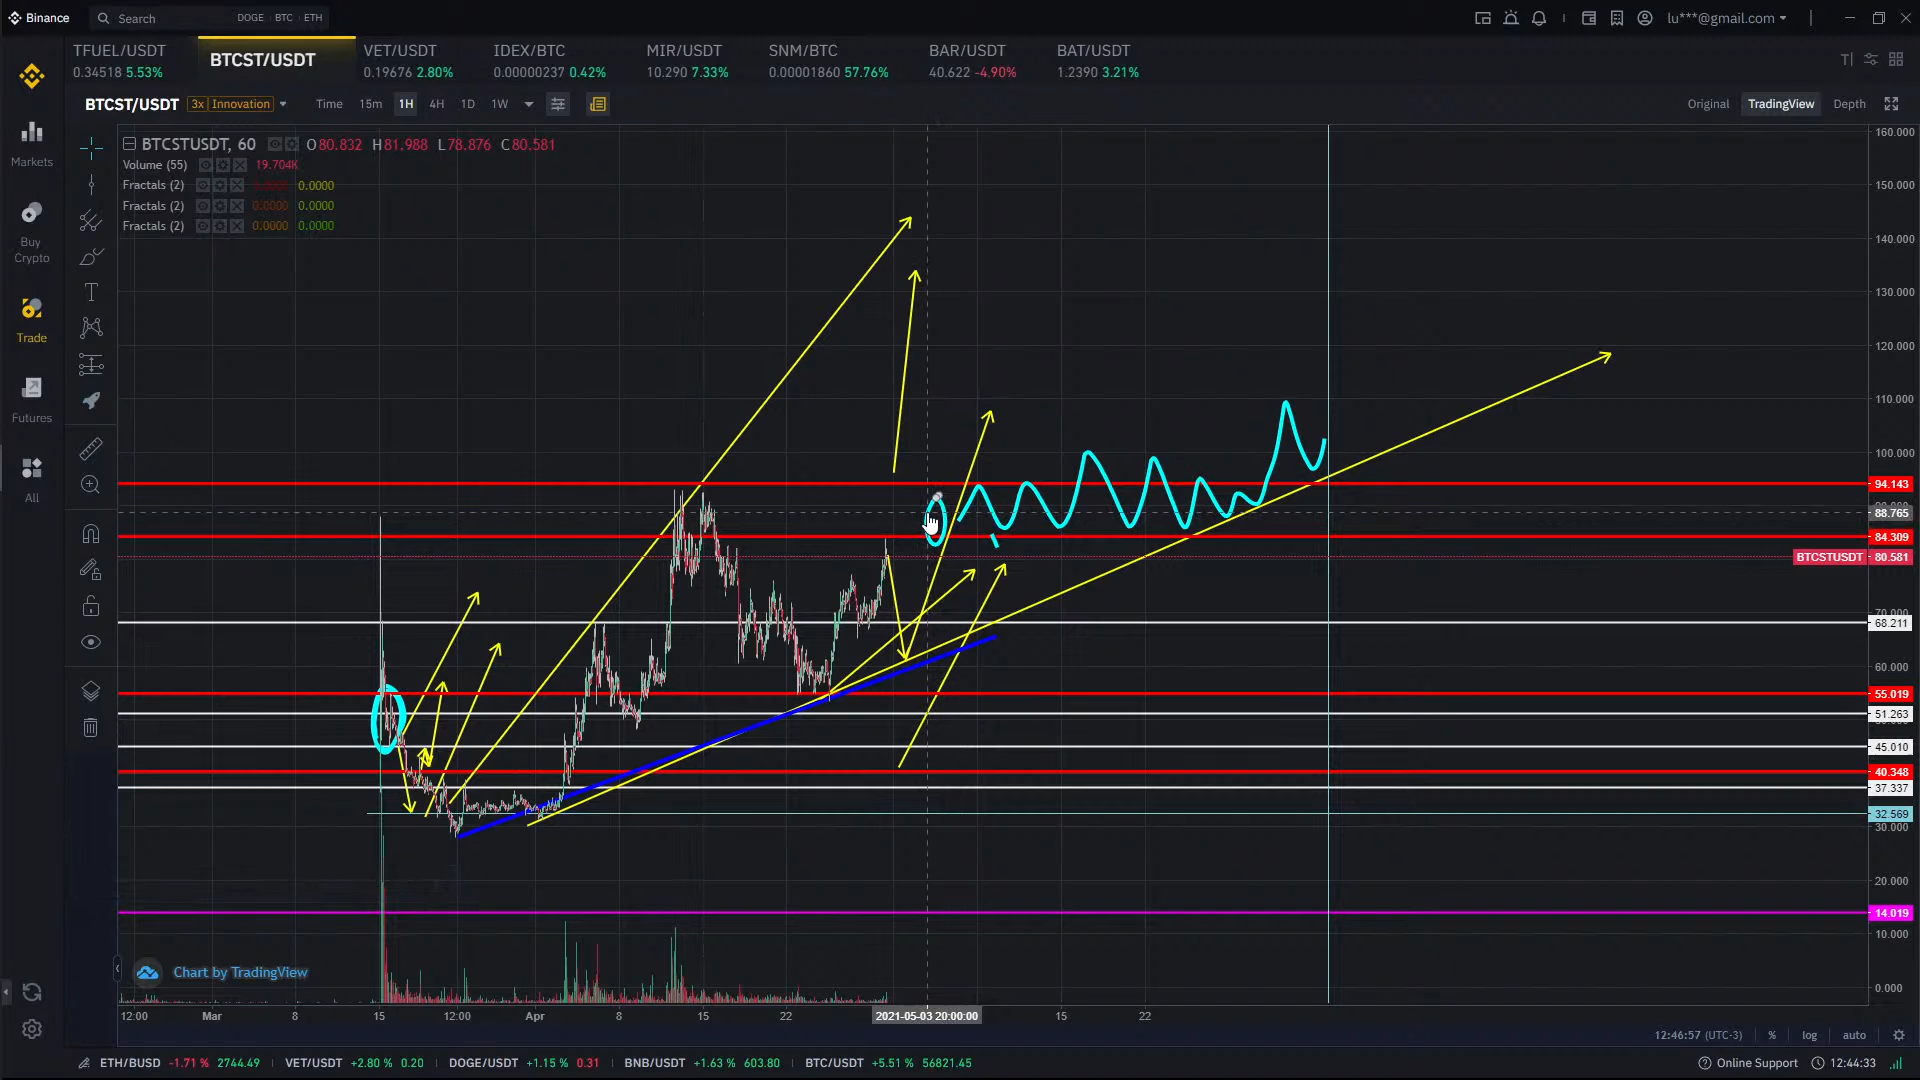 Binance
Search
DOGE · BTC · ETH
lu***@gmail.com
TFUEL/USDT
0.34518 5.53%
BTCST/USDT
VET/USDT
0.19676 2.80%
IDEX/BTC
0.00000237 0.42%
MIR/USDT
10.290 7.33%
SNM/BTC
0.00001860 57.76%
BAR/USDT
40.622 -4.90%
BAT/USDT
1.2390 3.21%
BTCST/USDT 3x Innovation
Time 15m 1H 4H 1D 1W
Original TradingView Depth
Markets
Buy
Crypto
Trade
Futures
All
BTCSTUSDT, 60 O80.832 H81.988 L78.876 C80.581
Volume (55) 19.704K
Fractals (2) 0.0000 0.0000
Fractals (2) 0.0000 0.0000
Fractals (2) 0.0000 0.0000
160.000
150.000
140.000
130.000
120.000
110.000
100.000
94.143
88.765
84.309
BTCSTUSDT 80.581
70.000
68.211
60.000
55.019
51.263
45.010
40.348
37.337
32.569
30.000
20.000
14.019
10.000
0.000
Chart by TradingView
12:00 Mar 8 15 12:00 Apr 8 15 22 2021-05-03 20:00:00 15 22
12:46:57 (UTC-3) % log auto
ETH/BUSD -1.71 % 2744.49
VET/USDT +2.80 % 0.20
DOGE/USDT +1.15 % 0.31
BNB/USDT +1.63 % 603.80
BTC/USDT +5.51 % 56821.45
Online Support 12:44:33